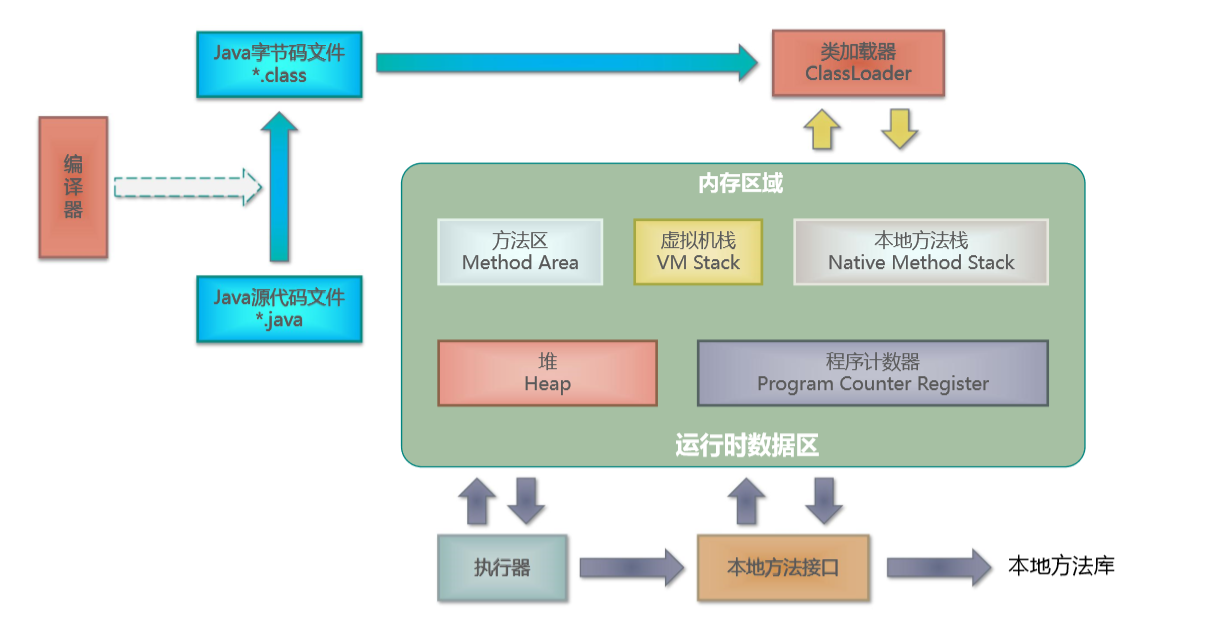 Java字节码文件
*.class
类加载器
ClassLoader
编
译
器
Java源代码文件
*.java
内存区域
方法区
Method Area
虚拟机栈
VM Stack
本地方法栈
Native Method Stack
堆
Heap
程序计数器
Program Counter Register
运行时数据区
执行器
本地方法接口
本地方法库